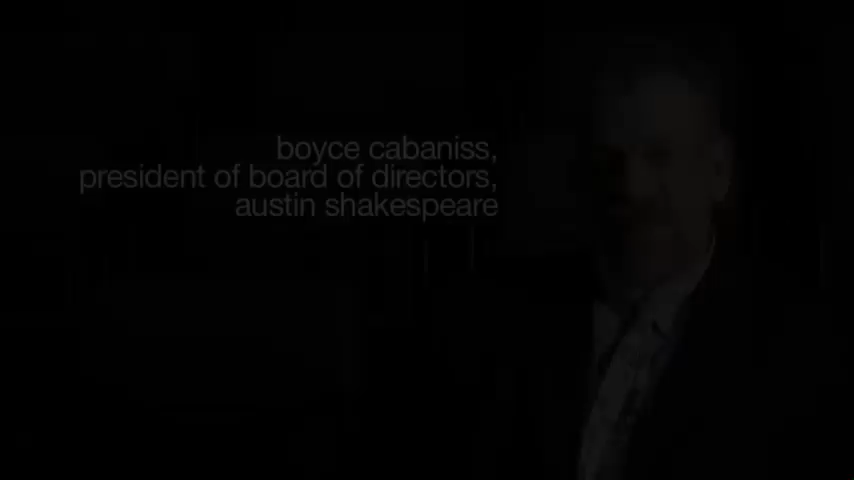 boyce cabaniss,
president of board of directors,
austin shakespeare